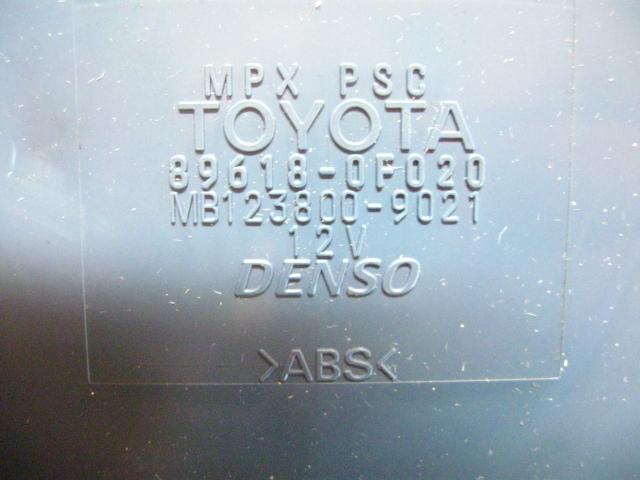 MPX PSC
TOYOTA
89618-0F020
MB123800-9021
12V
DENSO
>ABS<